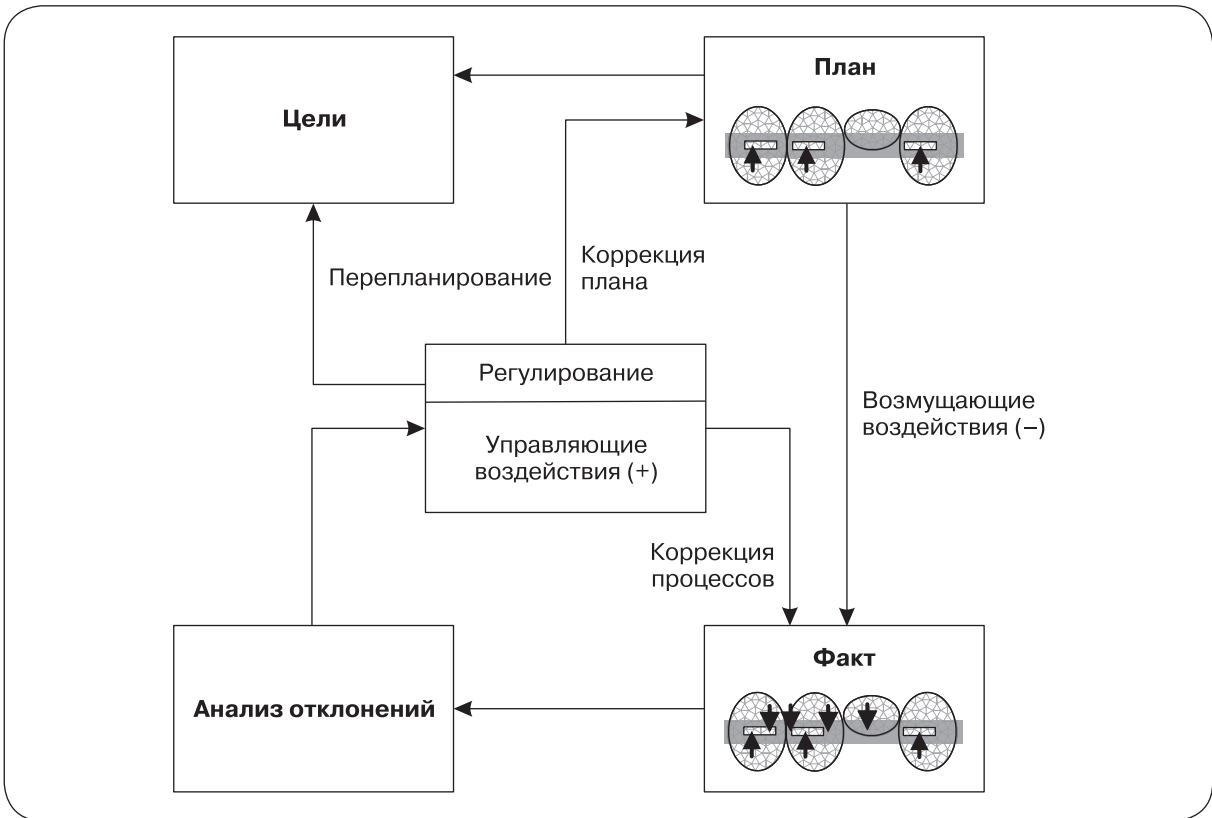 Цели
План
Перепланирование
Коррекция
плана
Регулирование
Управляющие
воздействия (+)
Возмущающие
воздействия (–)
Коррекция
процессов
Анализ отклонений
Факт